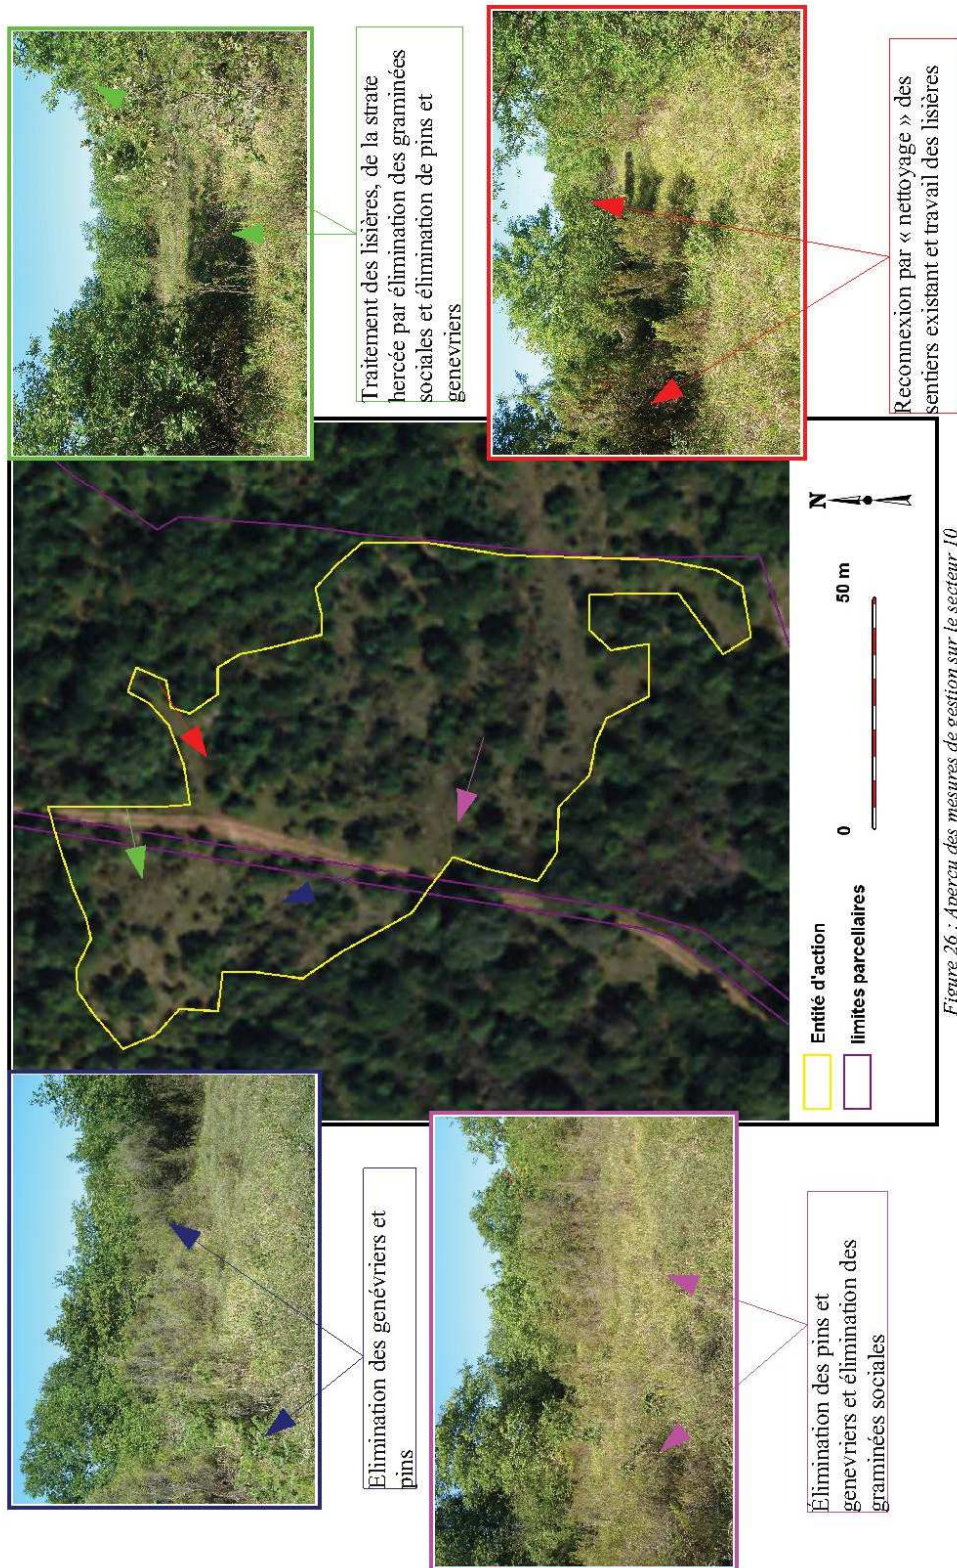 Elimination des genévriers et
pins
Élimination des pins et
genevriers et élimination des
graminées sociales
Traitement des lisières, de la strate
hercée par élimination des graminées
sociales et élimination de pins et
genevriers
Reconnexion par « nettoyage » des
sentiers existant et travail des lisières
Entité d'action
limites parcellaires
0
50 m
N
Figure 26 : Aperçu des mesures de gestion sur le secteur 10